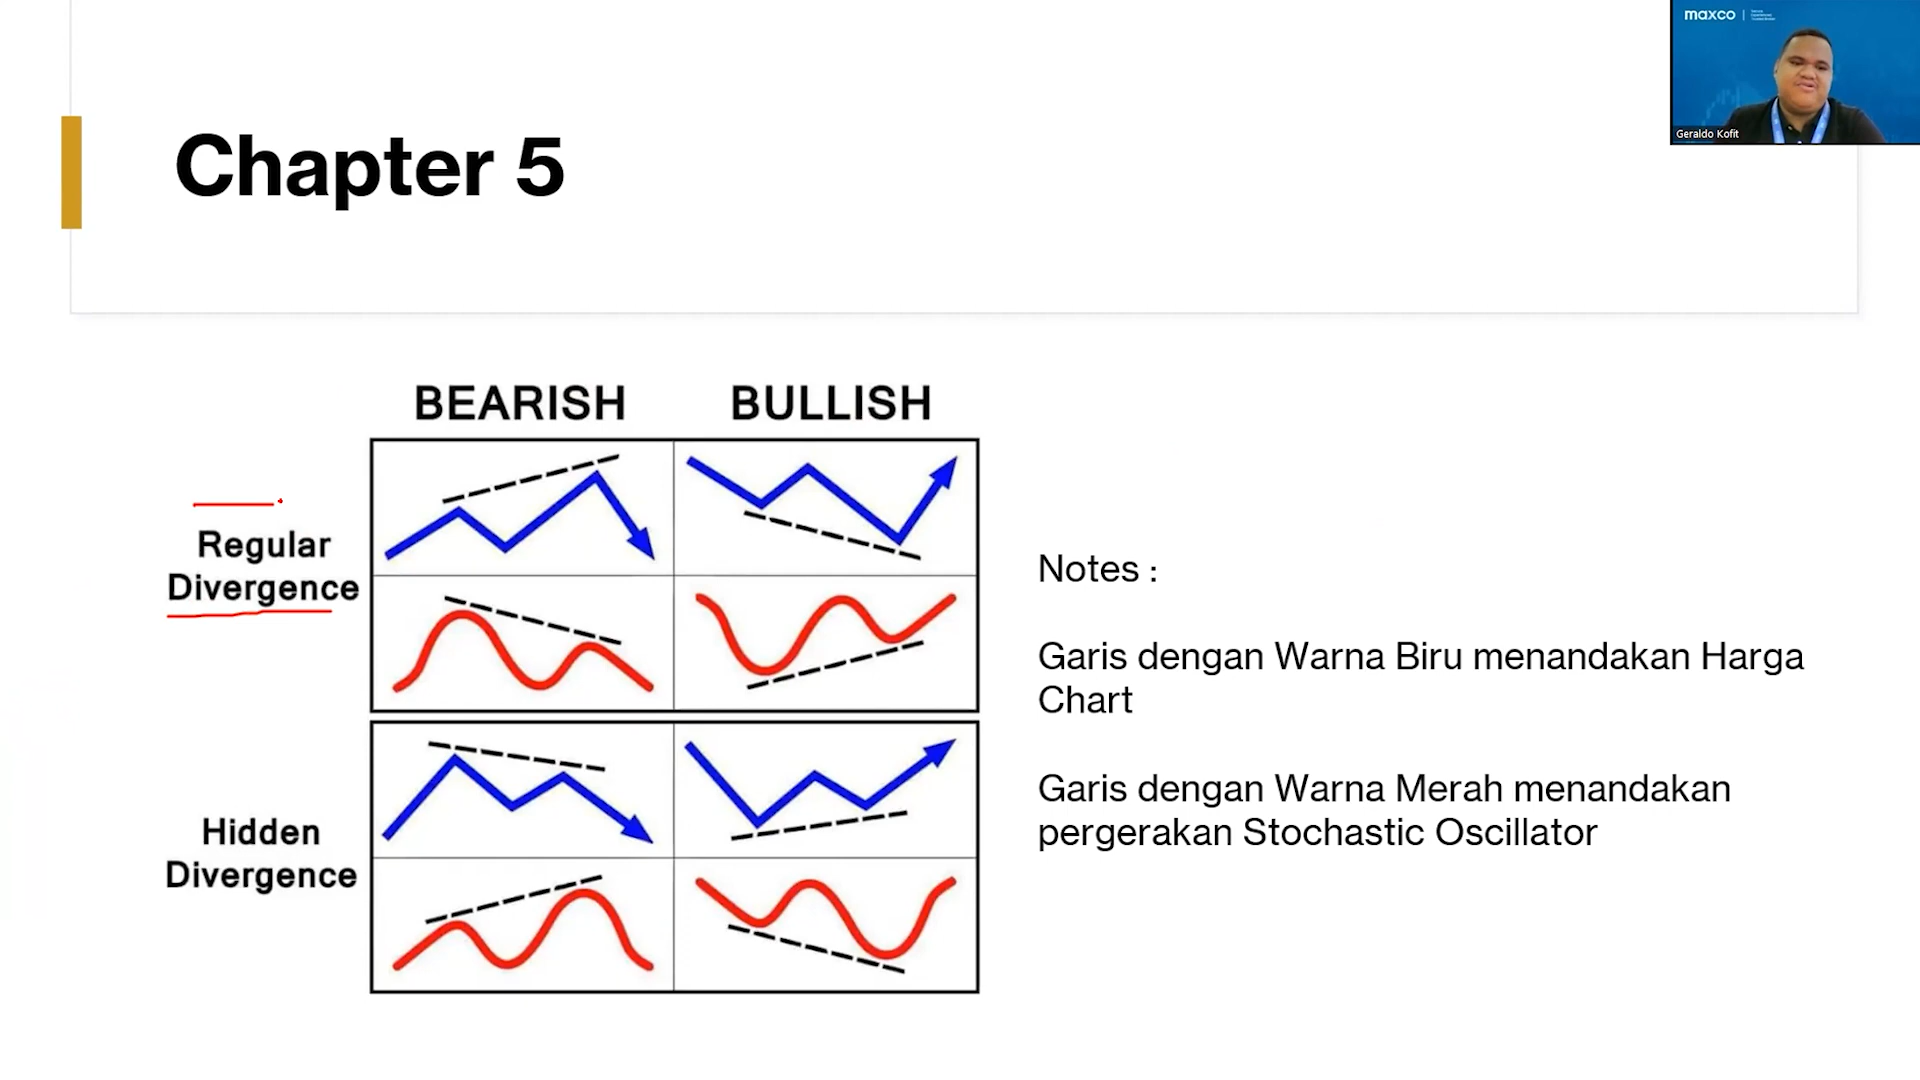 maxco
Geraldo Kofit
Chapter 5
BEARISH
BULLISH
Regular
Divergence
Hidden
Divergence
Notes :
Garis dengan Warna Biru menandakan Harga
Chart
Garis dengan Warna Merah menandakan
pergerakan Stochastic Oscillator